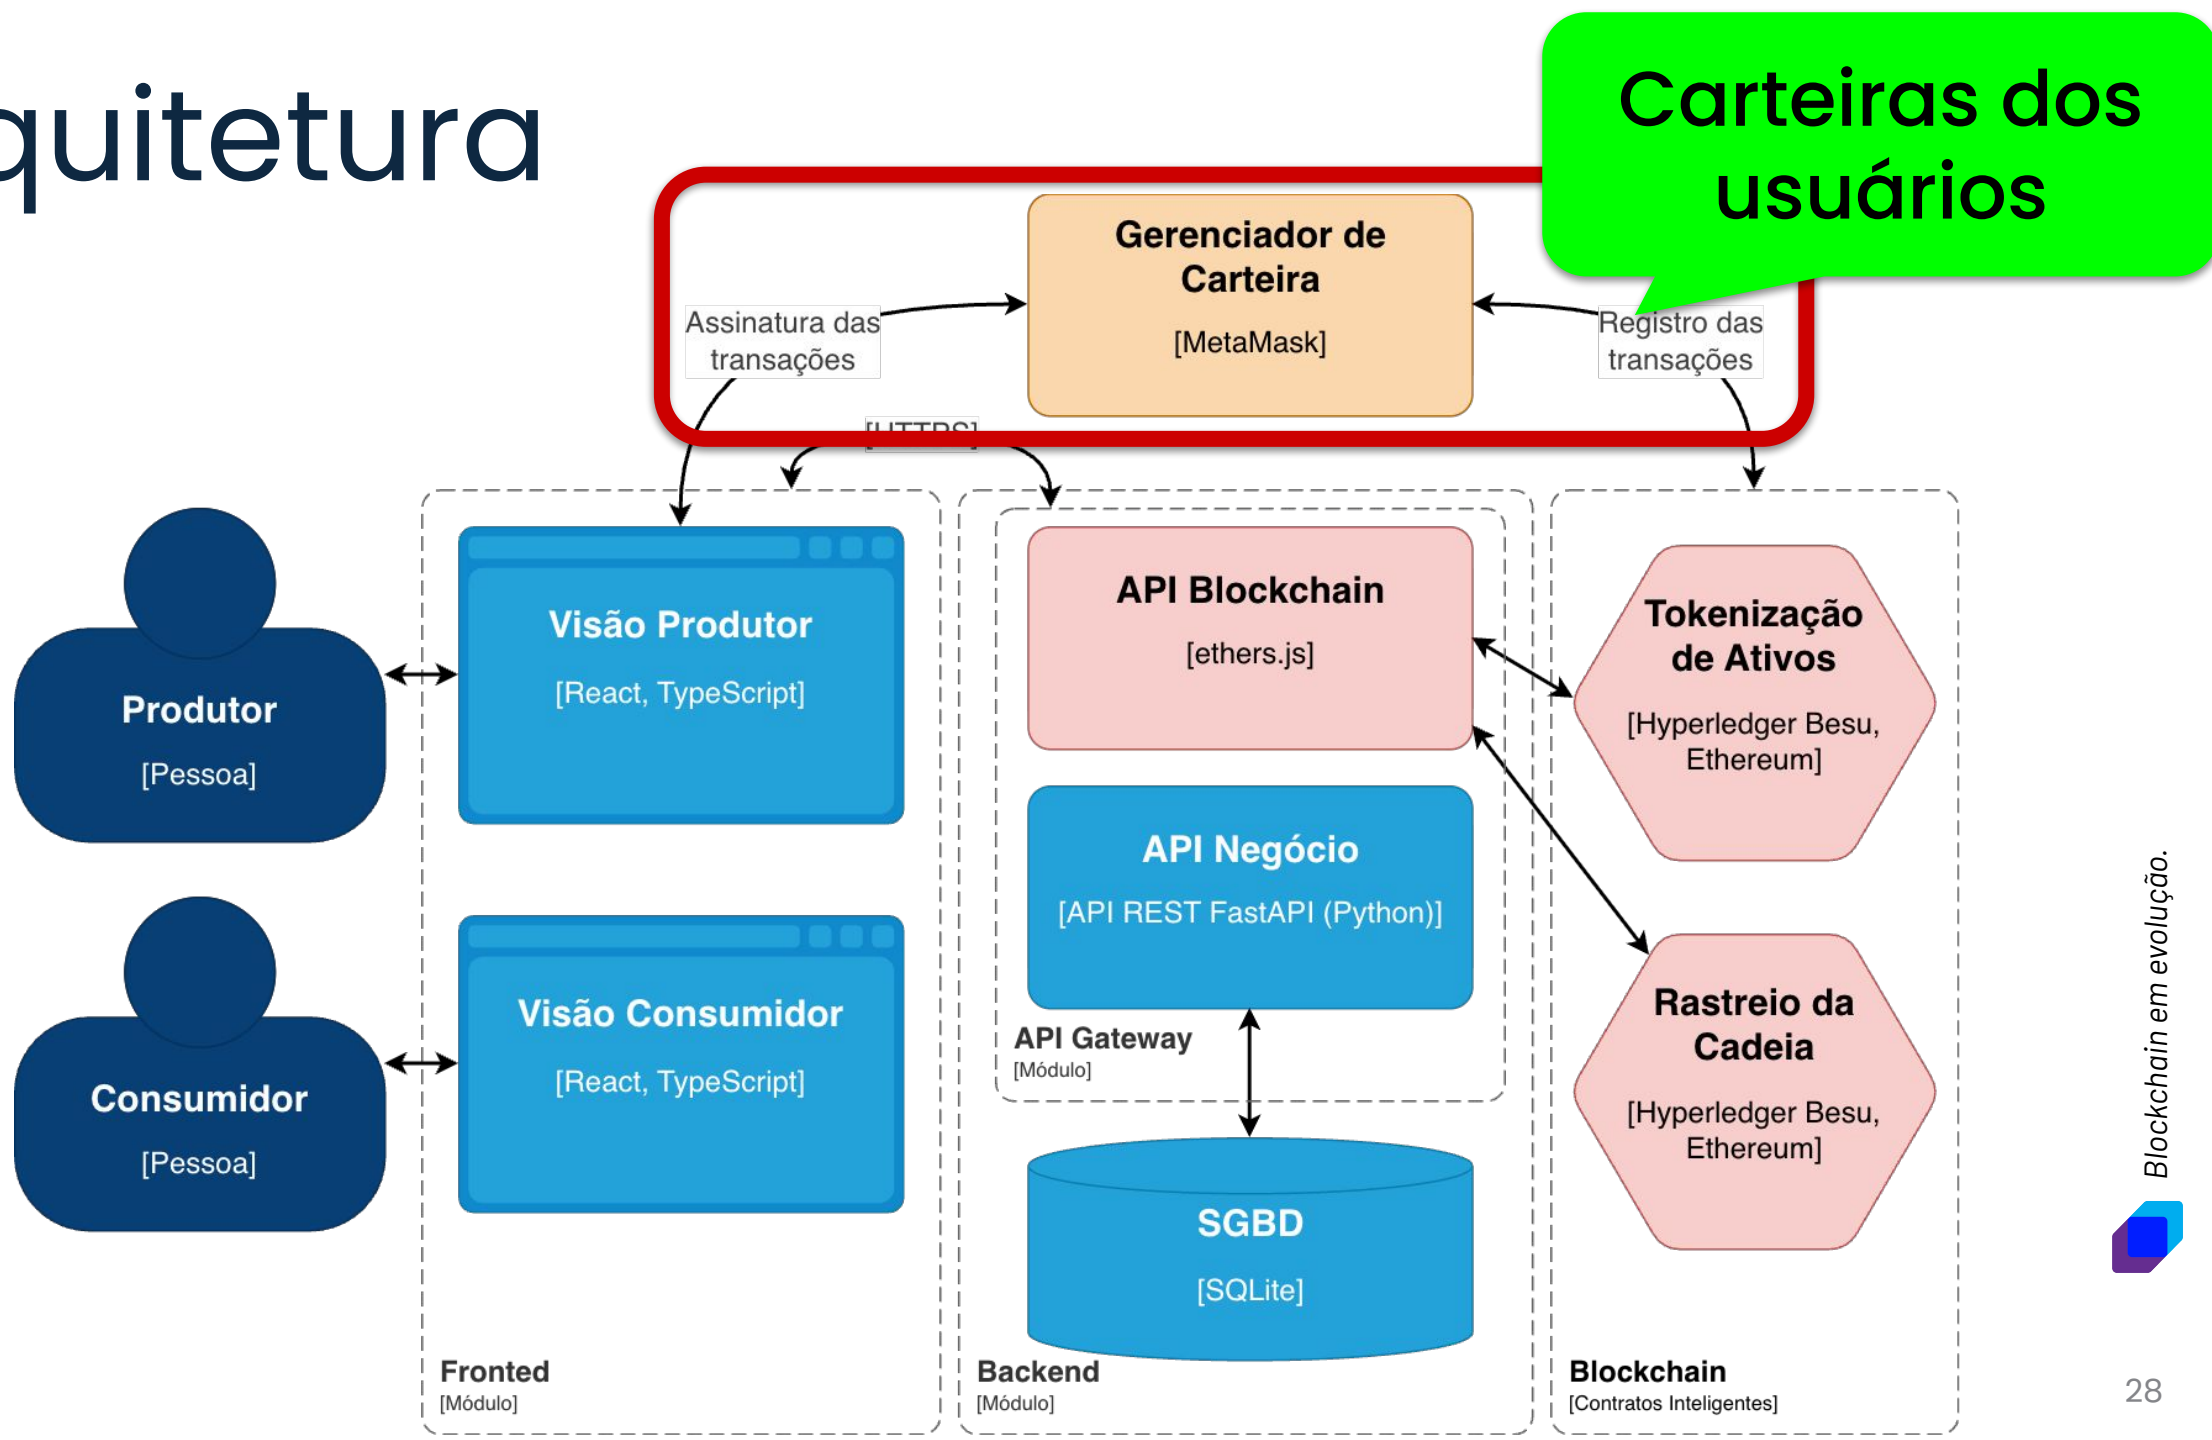 quitetura
Carteiras dos
usuários
Gerenciador de
Carteira
[MetaMask]
Assinatura das
transações
Registro das
transações
[HTTPS]
Produtor
[Pessoa]
Visão Produtor
[React, TypeScript]
API Blockchain
[ethers.js]
Tokenização
de Ativos
[Hyperledger Besu,
Ethereum]
API Negócio
[API REST FastAPI (Python)]
API Gateway
[Módulo]
Consumidor
[Pessoa]
Visão Consumidor
[React, TypeScript]
Rastreio da
Cadeia
[Hyperledger Besu,
Ethereum]
SGBD
[SQLite]
Fronted
[Módulo]
Backend
[Módulo]
Blockchain
[Contratos Inteligentes]
Blockchain em evolução.
28